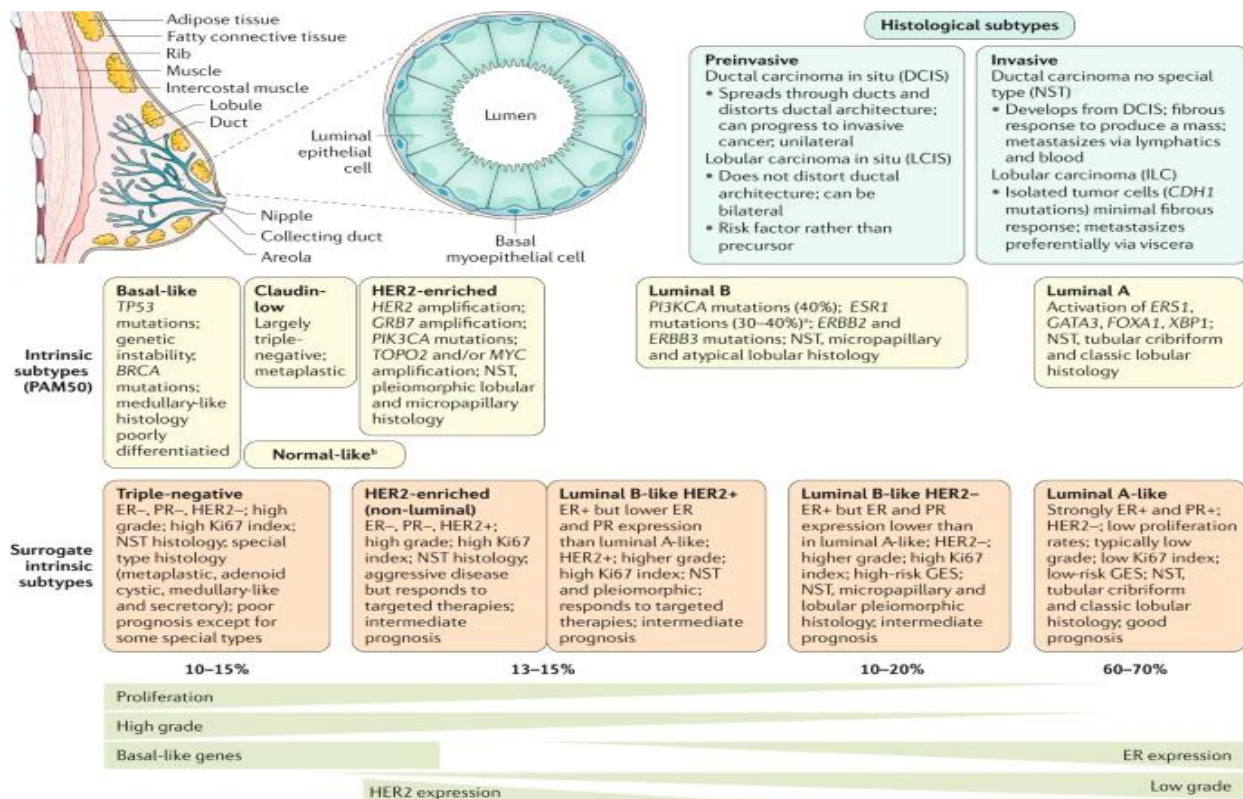 Adipose tissue
Fatty connective tissue
Rib
Muscle
Intercostal muscle
Lobule
Duct
Nipple
Collecting duct
Areola
Luminal
epithelial
cell
Lumen
Basal
myoepithelial cell
Histological subtypes
Preinvasive
Ductal carcinoma in situ (DCIS)
• Spreads through ducts and
distorts ductal architecture;
can progress to invasive
cancer; unilateral
Lobular carcinoma in situ (LCIS)
• Does not distort ductal
architecture; can be
bilateral
• Risk factor rather than
precursor
Invasive
Ductal carcinoma no special
type (NST)
• Develops from DCIS; fibrous
response to produce a mass;
metastasizes via lymphatics
and blood
Lobular carcinoma (ILC)
• Isolated tumor cells (CDH1
mutations) minimal fibrous
response; metastasizes
preferentially via viscera
Intrinsic
subtypes
(PAM50)
Basal-like
TP53
mutations;
genetic
instability;
BRCA
mutations;
medullary-like
histology
poorly
differentiatied
Claudin-
low
Largely
triple-
negative;
metaplastic
HER2-enriched
HER2 amplification;
GRB7 amplification;
PIK3CA mutations;
TOPO2 and/or MYC
amplification; NST,
pleiomorphic lobular
and micropapillary
histology
Luminal B
PI3KCA mutations (40%); ESR1
mutations (30–40%)ᵃ; ERBB2 and
ERBB3 mutations; NST, micropapillary
and atypical lobular histology
Luminal A
Activation of ERS1,
GATA3, FOXA1, XBP1;
NST, tubular cribriform
and classic lobular
histology
Normal-likeᵇ
Surrogate
intrinsic
subtypes
Triple-negative
ER–, PR–, HER2–; high
grade; high Ki67 index;
NST histology; special
type histology
(metaplastic, adenoid
cystic, medullary-like
and secretory); poor
prognosis except for
some special types
HER2-enriched
(non-luminal)
ER–, PR–, HER2+;
high grade; high Ki67
index; NST histology;
aggressive disease
but responds to
targeted therapies;
intermediate
prognosis
Luminal B-like HER2+
ER+ but lower ER
and PR expression
than luminal A-like;
HER2+; higher grade;
high Ki67 index; NST
and pleiomorphic;
responds to targeted
therapies; intermediate
prognosis
Luminal B-like HER2–
ER+ but ER and PR
expression lower than
in luminal A-like; HER2–;
higher grade; high Ki67
index; high-risk GES;
NST, micropapillary and
lobular pleiomorphic
histology; intermediate
prognosis
Luminal A-like
Strongly ER+ and PR+;
HER2–; low proliferation
rates; typically low
grade; low Ki67 index;
low-risk GES; NST,
tubular cribriform
and classic lobular
histology; good
prognosis
10–15%
13–15%
10–20%
60–70%
Proliferation
High grade
Basal-like genes
ER expression
HER2 expression
Low grade